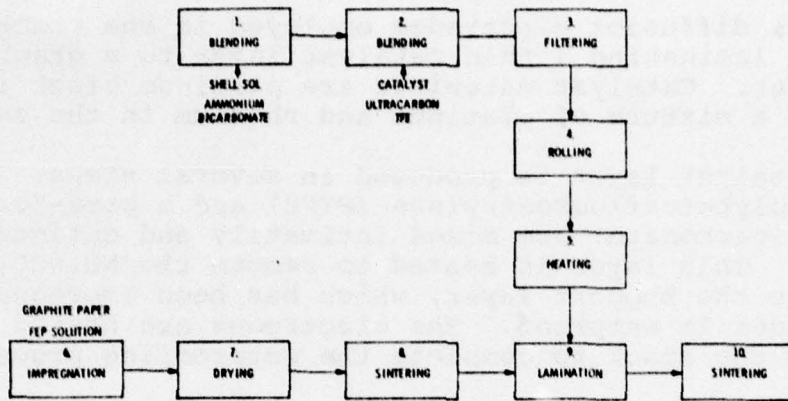 1.
BLENDING
2.
BLENDING
3.
FILTERING
SHELL OIL
AMMONIUM
BICARBONATE
CATALYST
ULTRACARBON
TFE
4.
ROLLING
5.
HEATING
GRAPHITE PAPER
FEP SOLUTION
6.
IMPREGNATION
7.
DRYING
8.
SINTERING
9.
LAMINATION
10.
SINTERING